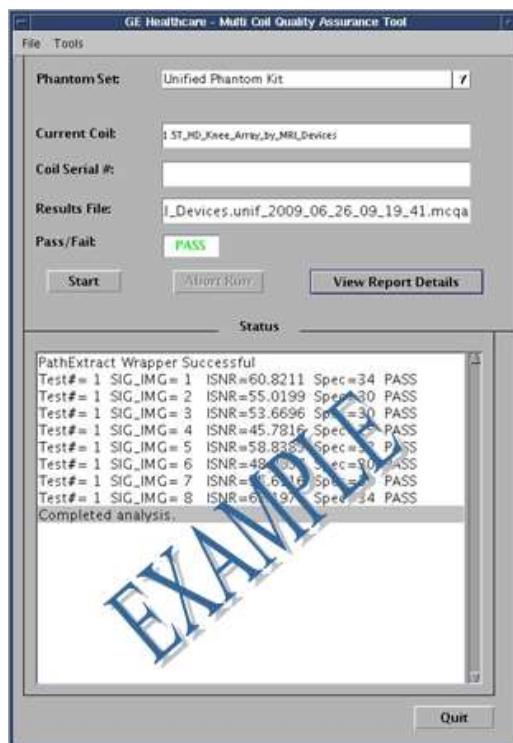 GE Healthcare - Multi Coil Quality Assurance Tool
File Tools
Phantom Set: Unified Phantom Kit
Current Coil: 1.5T_HD_Knee_Array_by_MRI_Devices
Coil Serial #:
Results File: I_Devices.unif_2009_06_26_09_19_41.mcqa
Pass/Fail: PASS
Start Abort Run View Report Details
Status
PathExtract Wrapper Successful
Test#= 1 SIG_IMG= 1 ISNR=60.8211 Spec=34 PASS
Test#= 1 SIG_IMG= 2 ISNR=55.0199 Spec=30 PASS
Test#= 1 SIG_IMG= 3 ISNR=53.6696 Spec=30 PASS
Test#= 1 SIG_IMG= 4 PASS
Test#= 1 SIG_IMG= 5 PASS
Test#= 1 SIG_IMG= 6 PASS
Test#= 1 SIG_IMG= 7 PASS
Test#= 1 SIG_IMG= 8 Spec=34 PASS
Completed analysis.
EXAMPLE
Quit